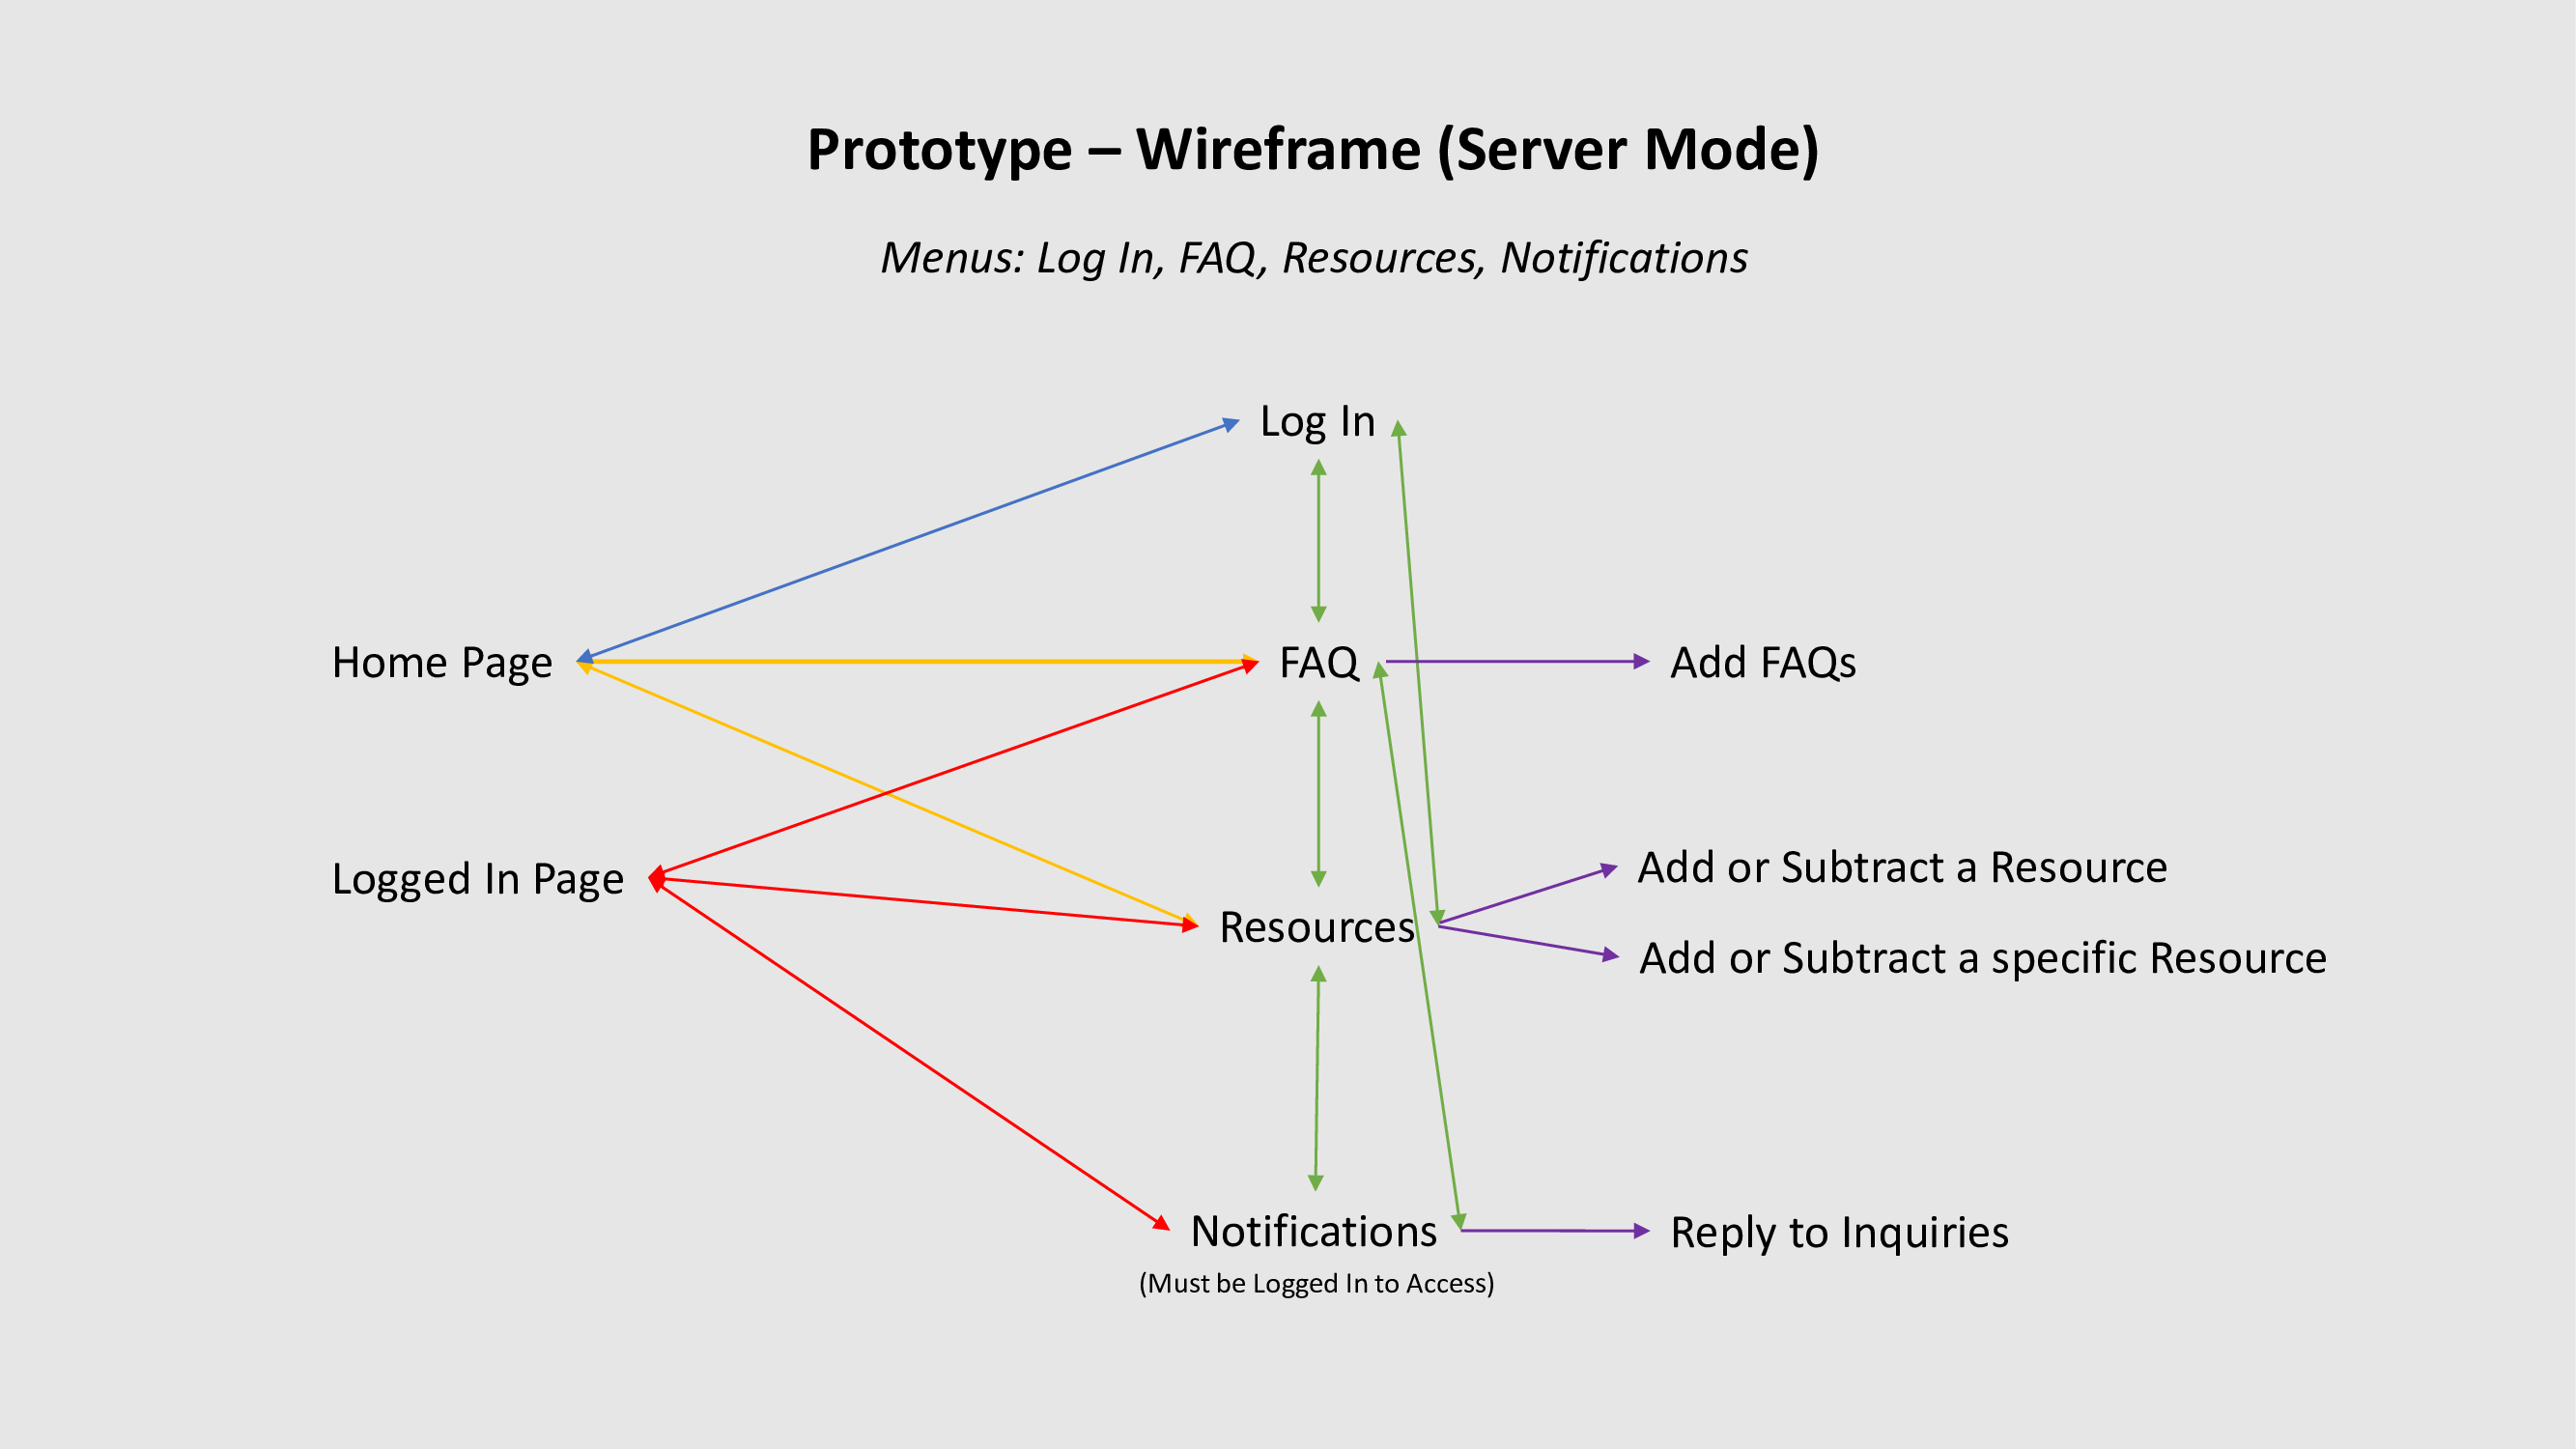 Prototype – Wireframe (Server Mode)
Menus: Log In, FAQ, Resources, Notifications
Log In
Home Page
FAQ
Add FAQs
Logged In Page
Add or Subtract a Resource
Resources
Add or Subtract a specific Resource
Notifications
Reply to Inquiries
(Must be Logged In to Access)